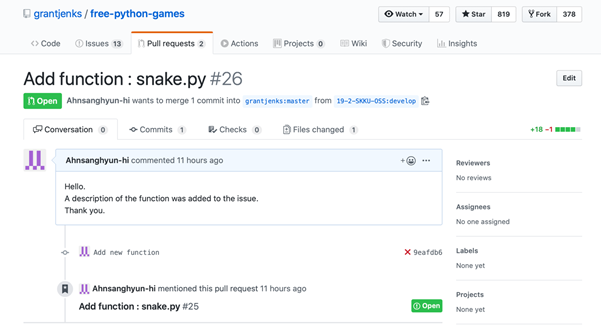 grantjenks / free-python-games
Watch 57 Star 819 Fork 378
Code Issues 13 Pull requests 2 Actions Projects 0 Wiki Security Insights
Add function : snake.py #26
Edit
Open Ahnsanghyun-hi wants to merge 1 commit into grantjenks:master from 19-2-SKKU-OSS:develop
Conversation 0 Commits 1 Checks 0 Files changed 1 +18 −1
Ahnsanghyun-hi commented 11 hours ago
Hello.
A description of the function was added to the issue.
Thank you.
Add new function 9eafdb6
Ahnsanghyun-hi mentioned this pull request 11 hours ago
Add function : snake.py #25
Open
Reviewers
No reviews
Assignees
No one assigned
Labels
None yet
Projects
None yet